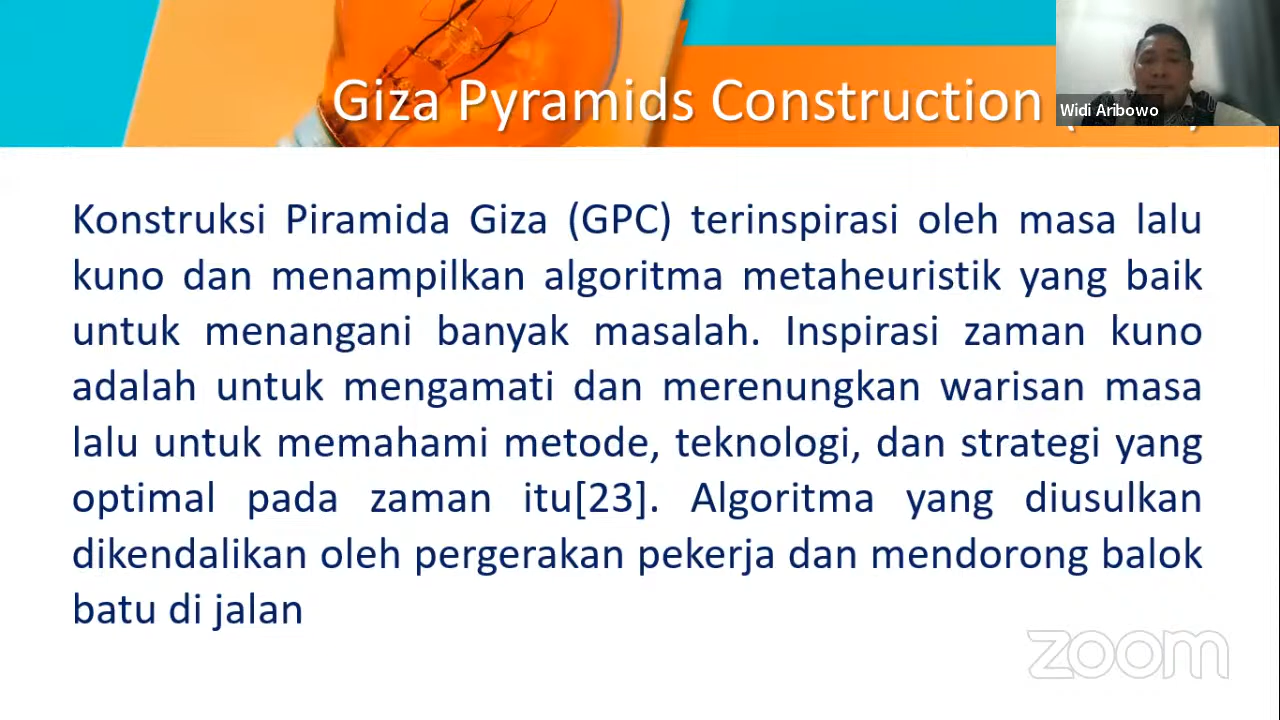 Giza Pyramids Construction
Widi Aribowo
Konstruksi Piramida Giza (GPC) terinspirasi oleh masa lalu
kuno dan menampilkan algoritma metaheuristik yang baik
untuk menangani banyak masalah. Inspirasi zaman kuno
adalah untuk mengamati dan merenungkan warisan masa
lalu untuk memahami metode, teknologi, dan strategi yang
optimal pada zaman itu[23]. Algoritma yang diusulkan
dikendalikan oleh pergerakan pekerja dan mendorong balok
batu di jalan
zoom